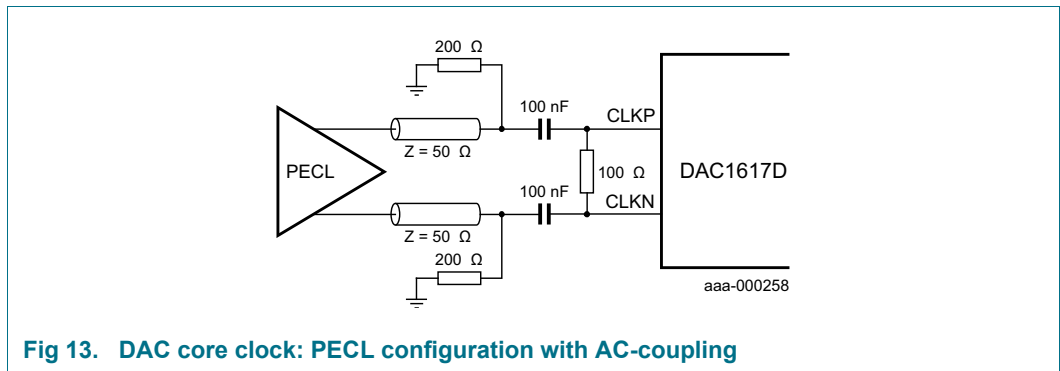 200 Ω
100 nF
CLKP
Z = 50 Ω
PECL
100 Ω
DAC1617D
100 nF
CLKN
Z = 50 Ω
200 Ω
aaa-000258
Fig 13. DAC core clock: PECL configuration with AC-coupling